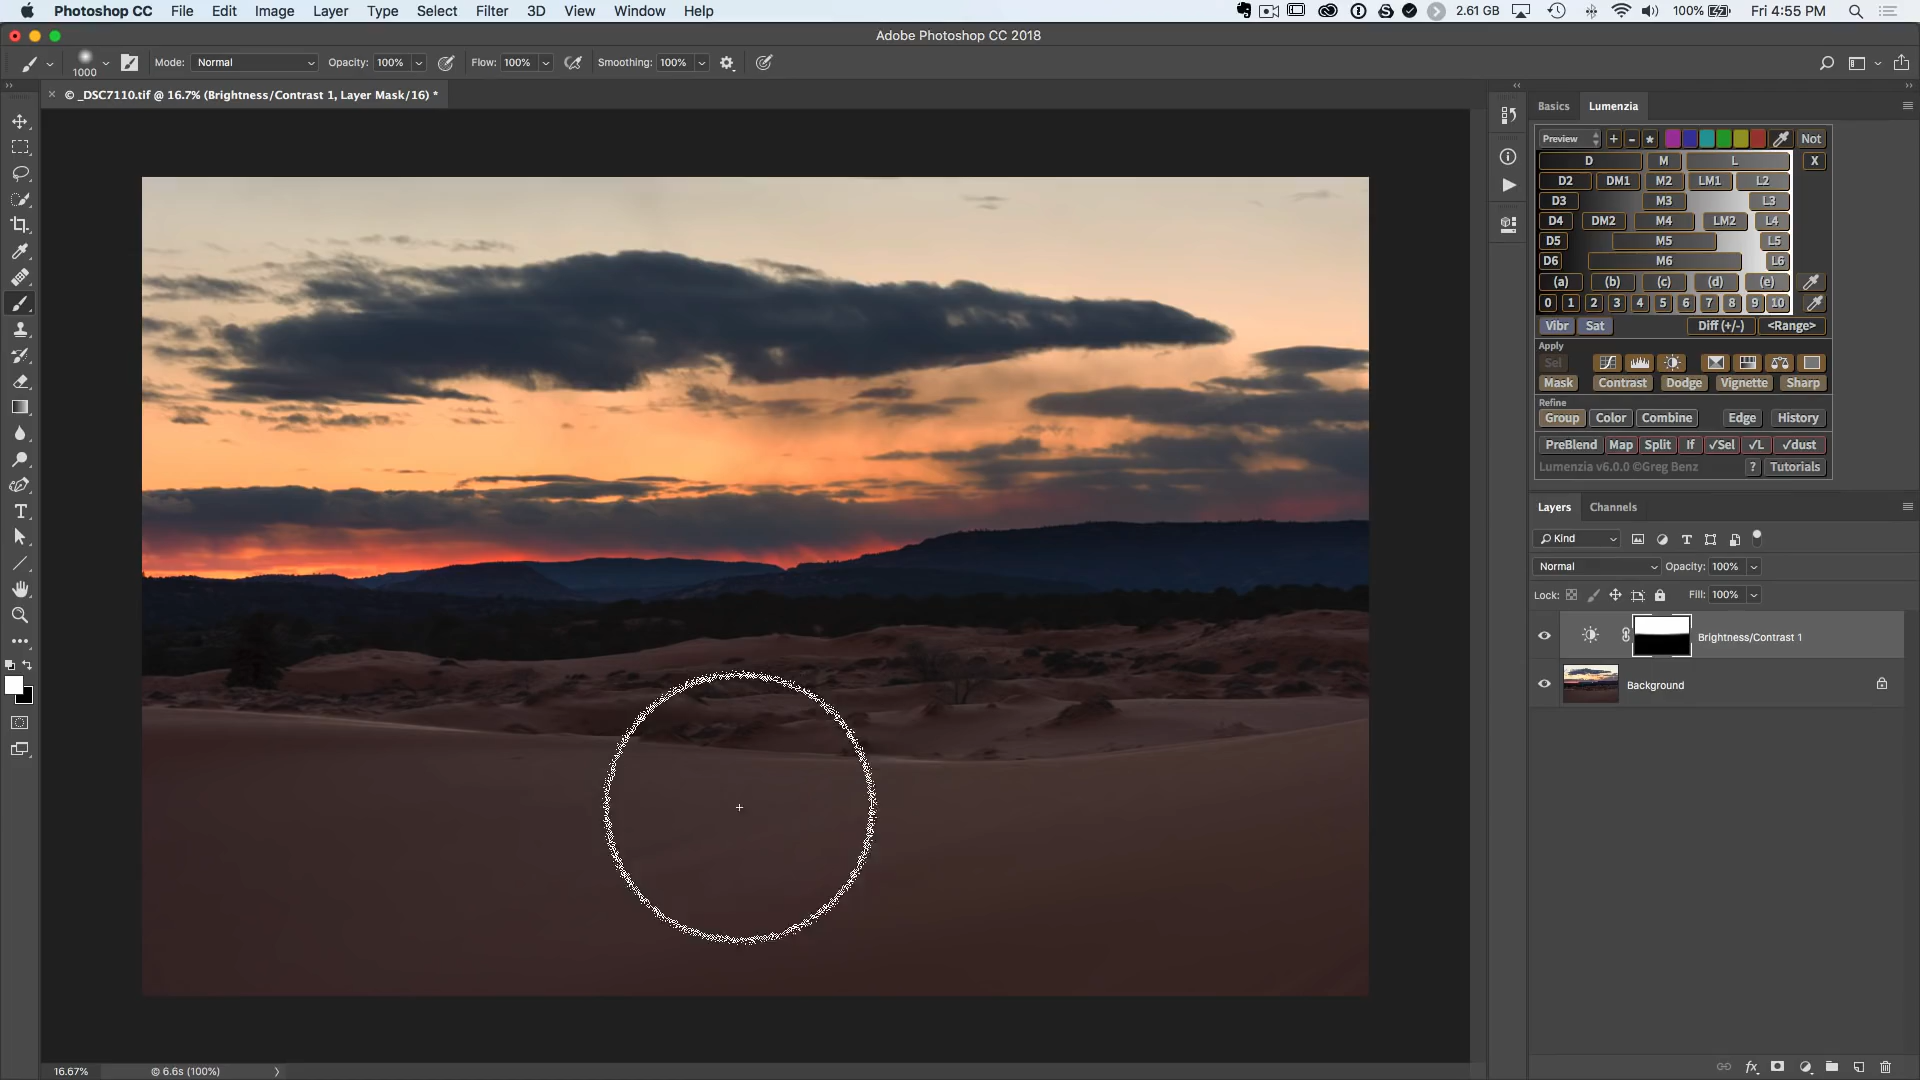 Photoshop CC File Edit Image Layer Type Select Filter 3D View Window Help 2.61 GB 100% Fri 4:55 PM
Adobe Photoshop CC 2018
1000 Mode: Normal Opacity: 100% Flow: 100% Smoothing: 100%
× © _DSC7110.tif @ 16.7% (Brightness/Contrast 1, Layer Mask/16) *
Basics Lumenzia
Preview + - * Not
D M L X
D2 DM1 M2 LM1 L2
D3 M3 L3
D4 DM2 M4 LM2 L4
D5 M5 L5
D6 M6 L6
(a) (b) (c) (d) (e)
0 1 2 3 4 5 6 7 8 9 10
Vibr Sat Diff (+/-) <Range>
Apply
Sel
Mask Contrast Dodge Vignette Sharp
Refine
Group Color Combine Edge History
PreBlend Map Split If √Sel √L √dust
Lumenzia v6.0.0 ©Greg Benz ? Tutorials
Layers Channels
Kind
Normal Opacity: 100%
Lock: Fill: 100%
Brightness/Contrast 1
Background
16.67% © 6.6s (100%)